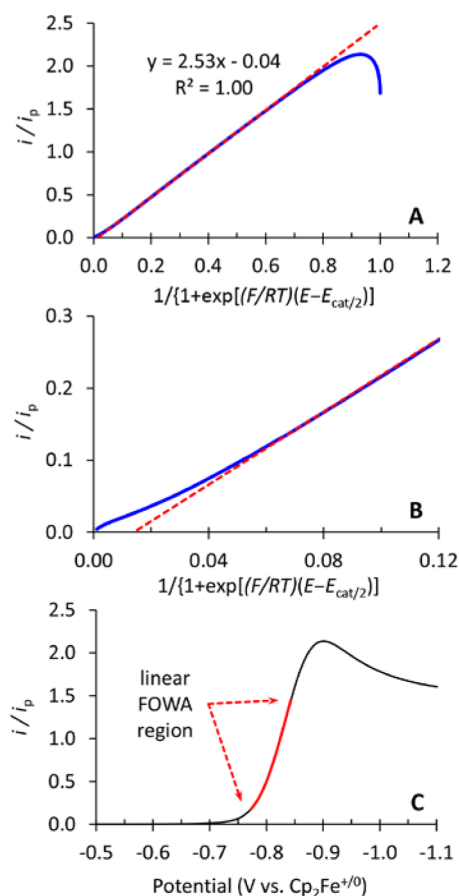 2.5
2.0
1.5
1.0
0.5
0.0
i / ip
y = 2.53x - 0.04
R² = 1.00
A
0.0 0.2 0.4 0.6 0.8 1.0 1.2
1/{1+exp[(F/RT)(E−Ecat/2)]
0.3
0.2
0.1
0.0
i / ip
B
0.00 0.04 0.08 0.12
1/{1+exp[(F/RT)(E−Ecat/2)]
2.5
2.0
1.5
1.0
0.5
0.0
i / ip
linear
FOWA
region
C
-0.5 -0.6 -0.7 -0.8 -0.9 -1.0 -1.1
Potential (V vs. Cp₂Fe⁺/⁰)